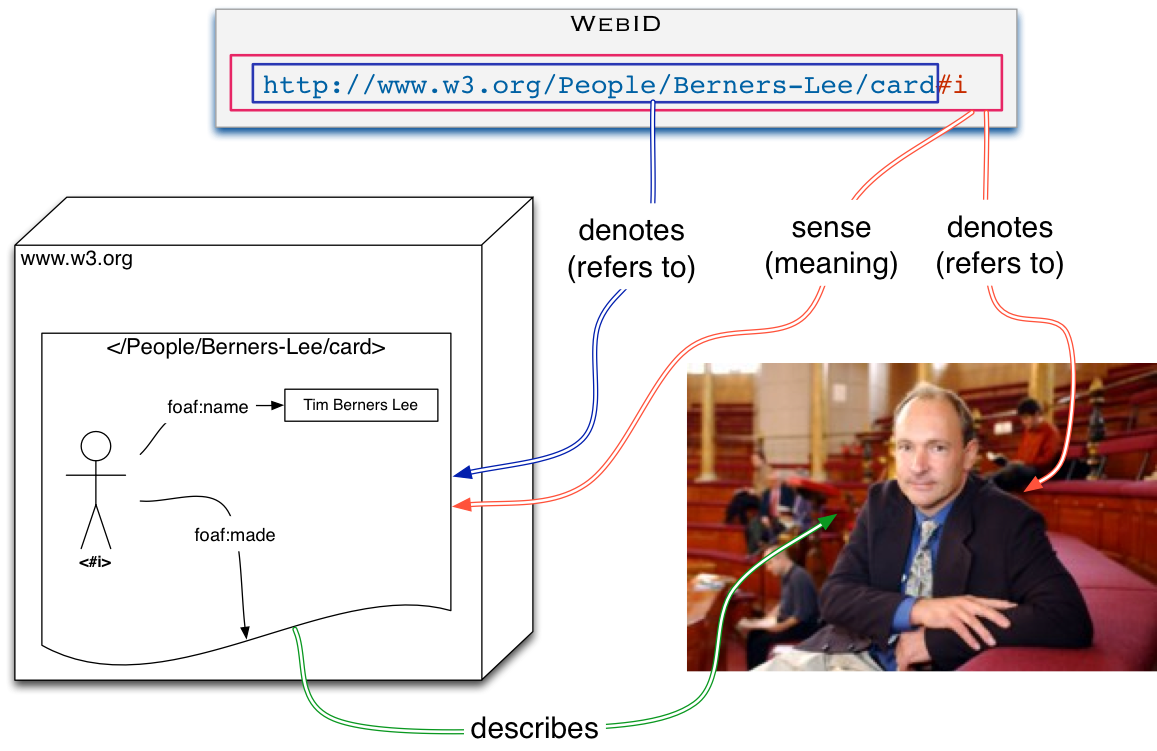 WEBID
http://www.w3.org/People/Berners-Lee/card#i
denotes
(refers to)
sense
(meaning)
denotes
(refers to)
www.w3.org
</People/Berners-Lee/card>
foaf:name
Tim Berners Lee
foaf:made
<#i>
describes